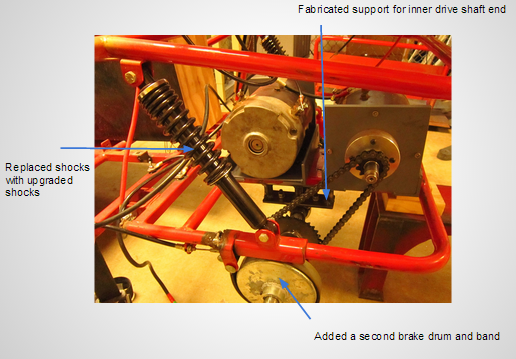 Fabricated support for inner drive shaft end
Replaced shocks
with upgraded
shocks
Added a second brake drum and band